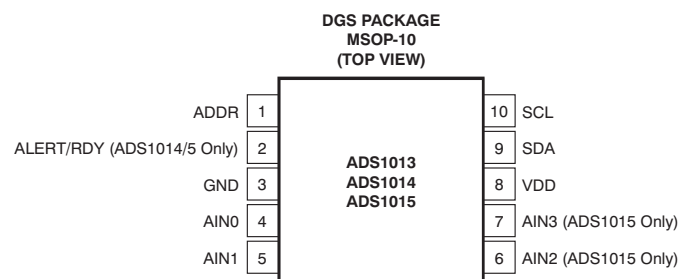 DGS PACKAGE
MSOP-10
(TOP VIEW)
ADDR 1 10 SCL
ALERT/RDY (ADS1014/5 Only) 2 9 SDA
ADS1013
GND 3 ADS1014 8 VDD
ADS1015
AIN0 4 7 AIN3 (ADS1015 Only)
AIN1 5 6 AIN2 (ADS1015 Only)